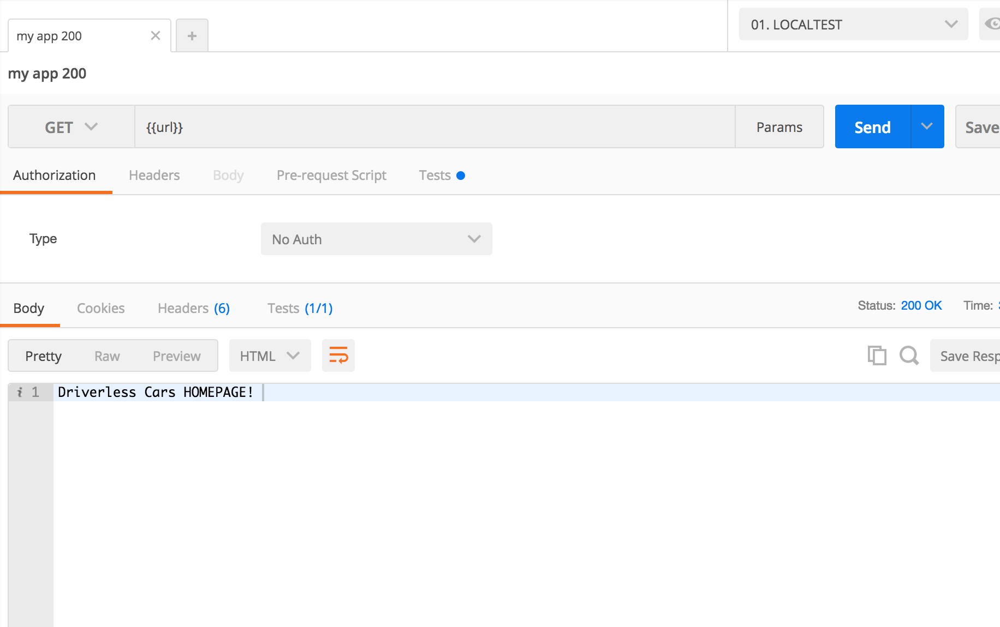 my app 200
01. LOCALTEST
my app 200
GET {{url}} Params Send Save
Authorization Headers Body Pre-request Script Tests
Type No Auth
Body Cookies Headers (6) Tests (1/1) Status: 200 OK Time:
Pretty Raw Preview HTML Save Resp
i 1 Driverless Cars HOMEPAGE!